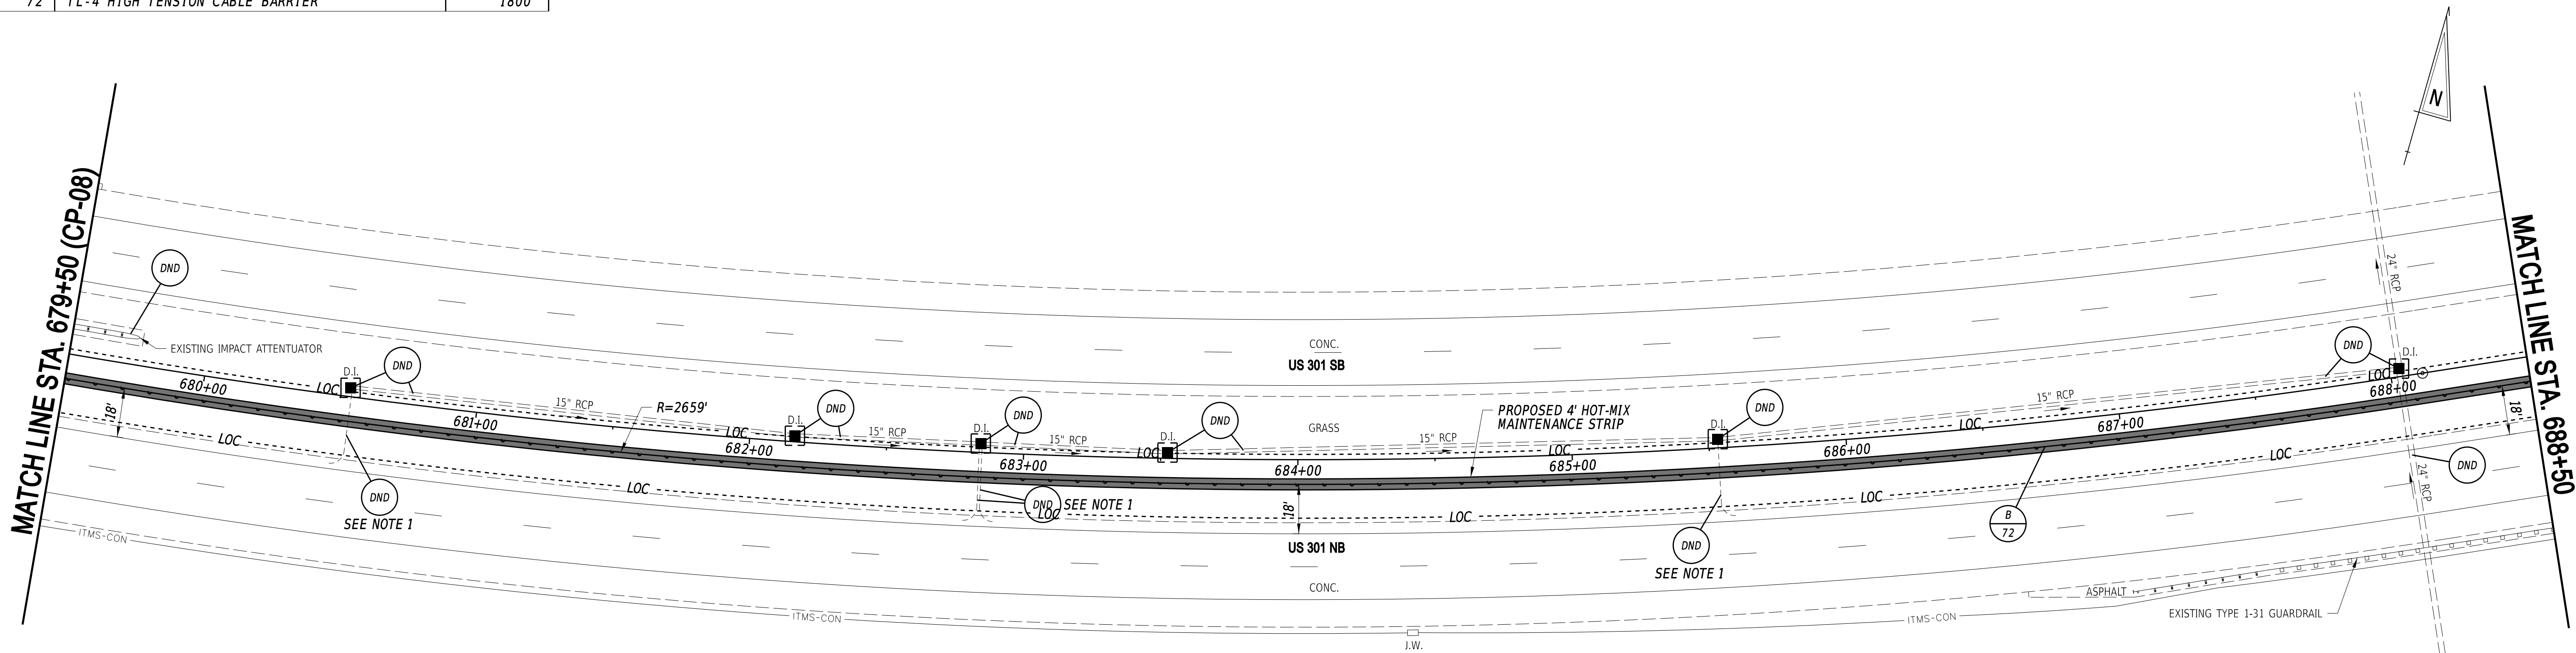 72 TL-4 HIGH TENSION CABLE BARRIER 1800
N
MATCH LINE STA. 679+50 (CP-08)
MATCH LINE STA. 688+50
DND
EXISTING IMPACT ATTENUATOR
24" RCP
CONC.
US 301 SB
DND
D.I.
DND
D.I.
680+00
LOC
15" RCP
R=2659'
PROPOSED 4' HOT-MIX
MAINTENANCE STRIP
15" RCP
LOC
688+00
18'
18'
681+00
LOC
D.I.
DND
15" RCP
D.I.
DND
15" RCP
D.I.
DND
GRASS
15" RCP
D.I.
DND
LOC
687+00
LOC
682+00
683+00
LOC
684+00
LOC
685+00
686+00
LOC
24" RCP
DND
LOC
DND
SEE NOTE 1
DND
SEE NOTE 1
LOC
18'
LOC
LOC
B
72
DND
SEE NOTE 1
US 301 NB
CONC.
ITMS-CON
ITMS-CON
ITMS-CON
ASPHALT
EXISTING TYPE 1-31 GUARDRAIL
J.W.